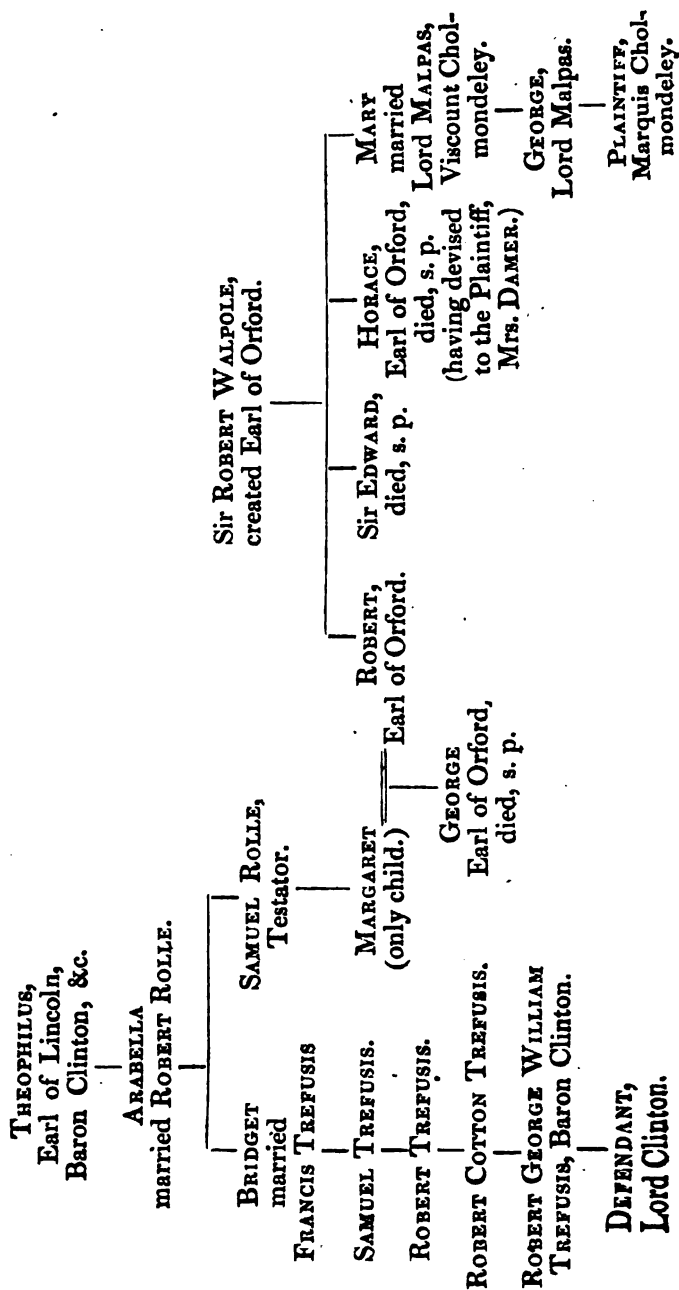 THEOPHILUS,
Earl of Lincoln,
Baron Clinton, &c.
ARABELLA
married ROBERT ROLLE.
BRIDGET
married
FRANCIS TREFUSIS
SAMUEL TREFUSIS.
ROBERT TREFUSIS.
ROBERT COTTON TREFUSIS.
ROBERT GEORGE WILLIAM
TREFUSIS, Baron Clinton.
DEFENDANT,
Lord Clinton.
SAMUEL ROLLE,
Testator.
MARGARET
(only child.)
GEORGE
Earl of Orford,
died, s. p.
Sir ROBERT WALPOLE,
created Earl of Orford.
ROBERT,
Earl of Orford.
Sir EDWARD,
died, s. p.
HORACE,
Earl of Orford,
died, s. p.
(having devised
to the Plaintiff,
Mrs. DAMER.)
MARY
married
Lord MALPAS,
Viscount Chol-
mondeley.
GEORGE,
Lord Malpas.
PLAINTIFF,
Marquis Chol-
mondeley.